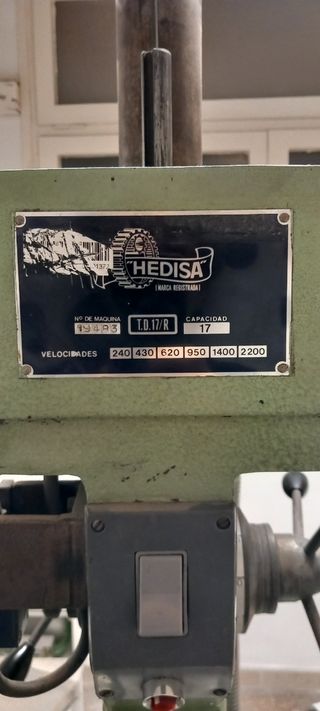 "HEDISA"
(MARCA REGISTRADA)
Nº DE MAQUINA T.D.17/R CAPACIDAD
17
VELOCIDADES 240 430 620 950 1400 2200